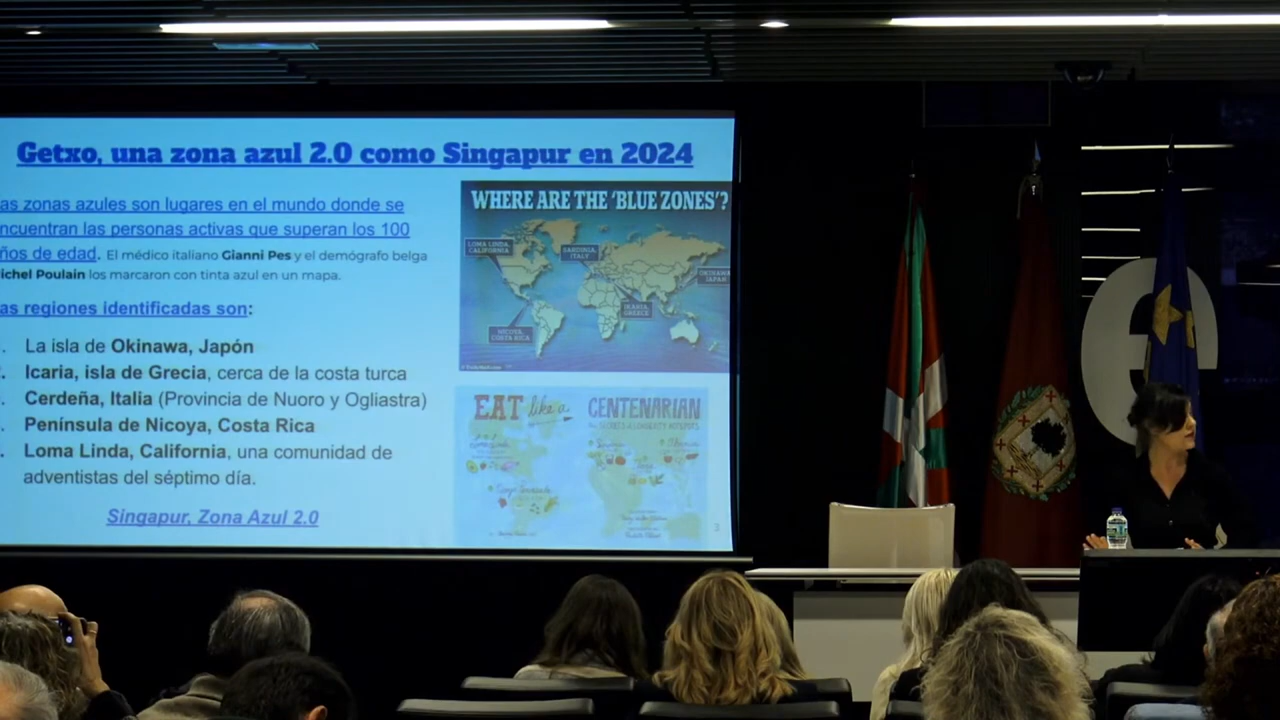 Getxo, una zona azul 2.0 como Singapur en 2024
as zonas azules son lugares en el mundo donde se
ncuentran las personas activas que superan los 100
ños de edad. El médico italiano Gianni Pes y el demógrafo belga
ichel Poulain los marcaron con tinta azul en un mapa.
as regiones identificadas son:
La isla de Okinawa, Japón
Icaria, isla de Grecia, cerca de la costa turca
Cerdeña, Italia (Provincia de Nuoro y Ogliastra)
Península de Nicoya, Costa Rica
Loma Linda, California, una comunidad de
adventistas del séptimo día.
Singapur, Zona Azul 2.0
WHERE ARE THE 'BLUE ZONES'?
LOMA LINDA,
CALIFORNIA
SARDINIA,
ITALY
OKINAWA
JAPAN
IKARIA,
GREECE
NICOYA,
COSTA RICA
EAT like a CENTENARIAN
3
e